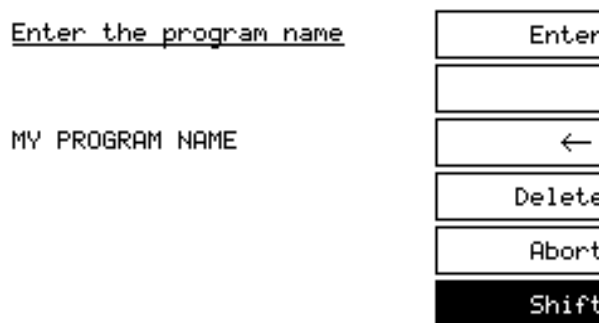 Enter the program name
MY PROGRAM NAME
Enter
←
Delete
Abort
Shift